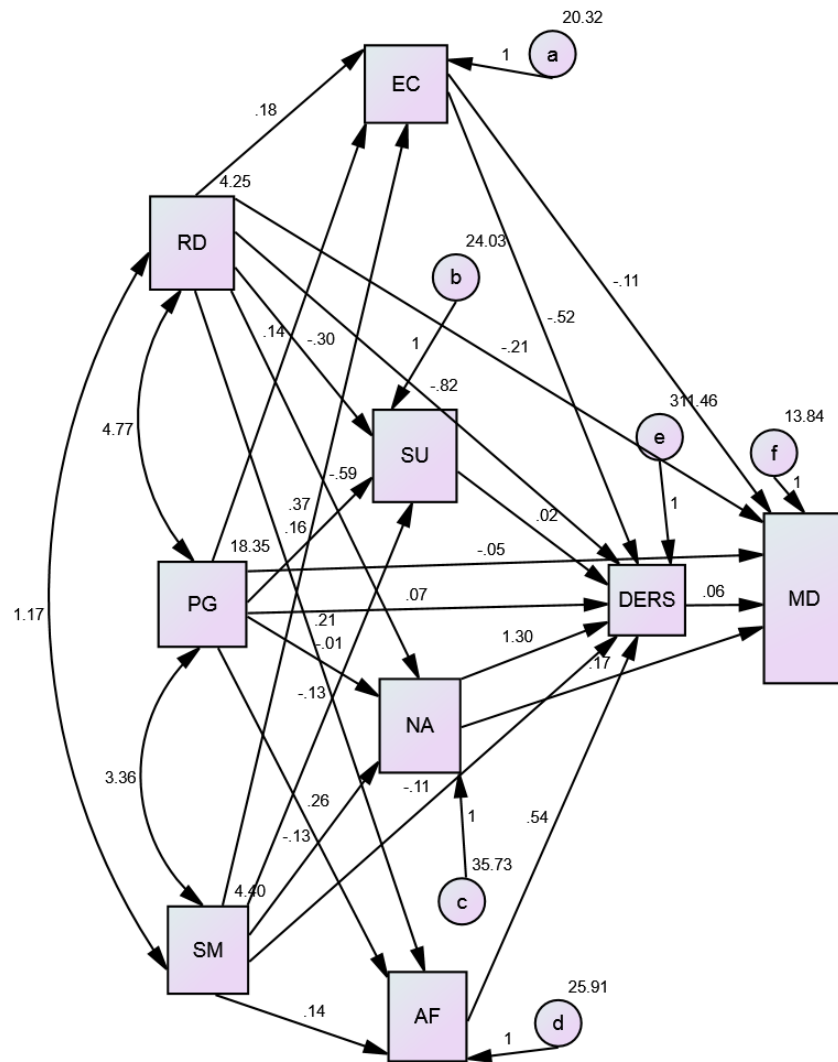 20.32
1
a
EC
.18
4.25
RD
24.03
b
-.11
.14
-.30
-.52
1
-.21
-.82
4.77
311.46
13.84
e
f
SU
-.59
1
1
.37
.16
.02
18.35
-.05
PG
.07
DERS
.06
MD
1.17
.21
-.01
1.30
.17
-.13
NA
3.36
-.11
.26
1
.54
-.13
35.73
4.40
c
SM
25.91
AF
.14
1
d